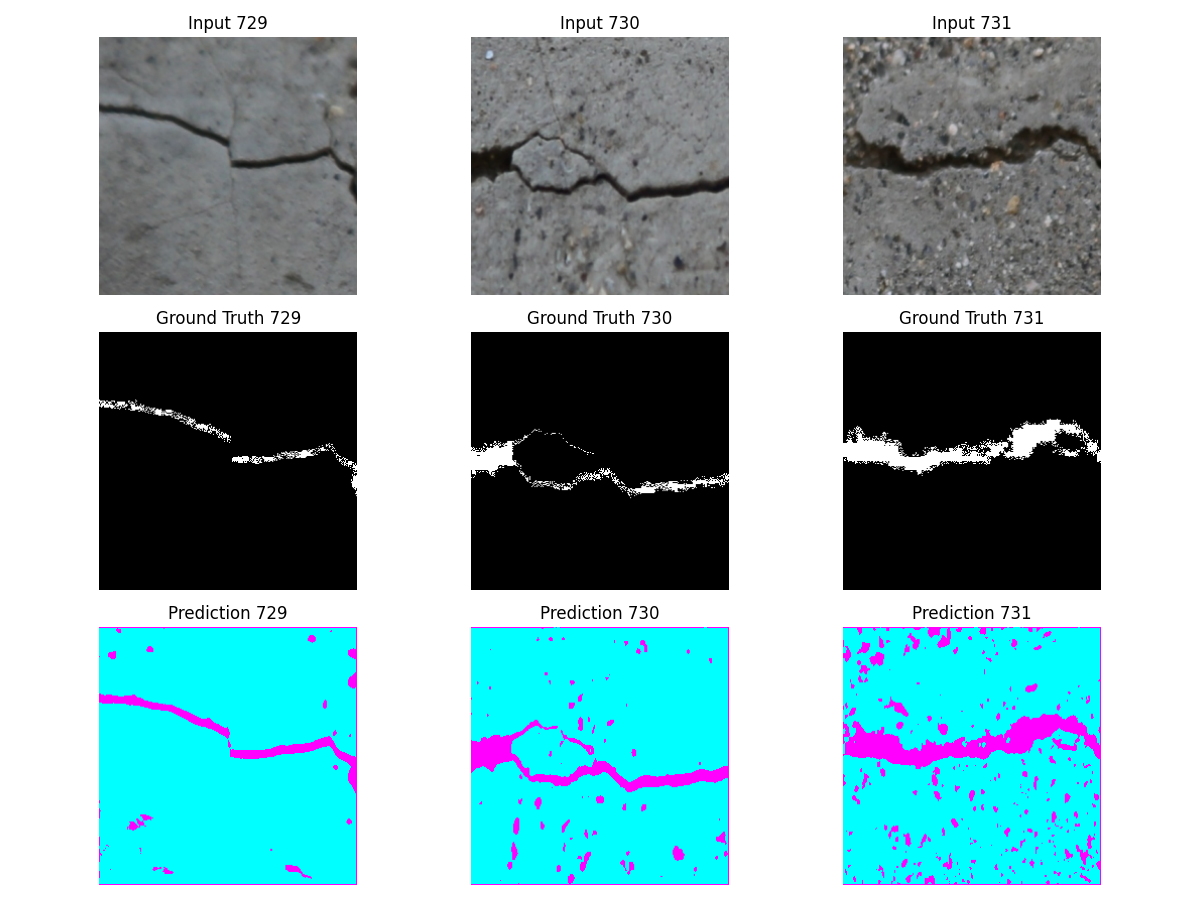 Input 729
Input 730
Input 731
Ground Truth 729
Ground Truth 730
Ground Truth 731
Prediction 729
Prediction 730
Prediction 731